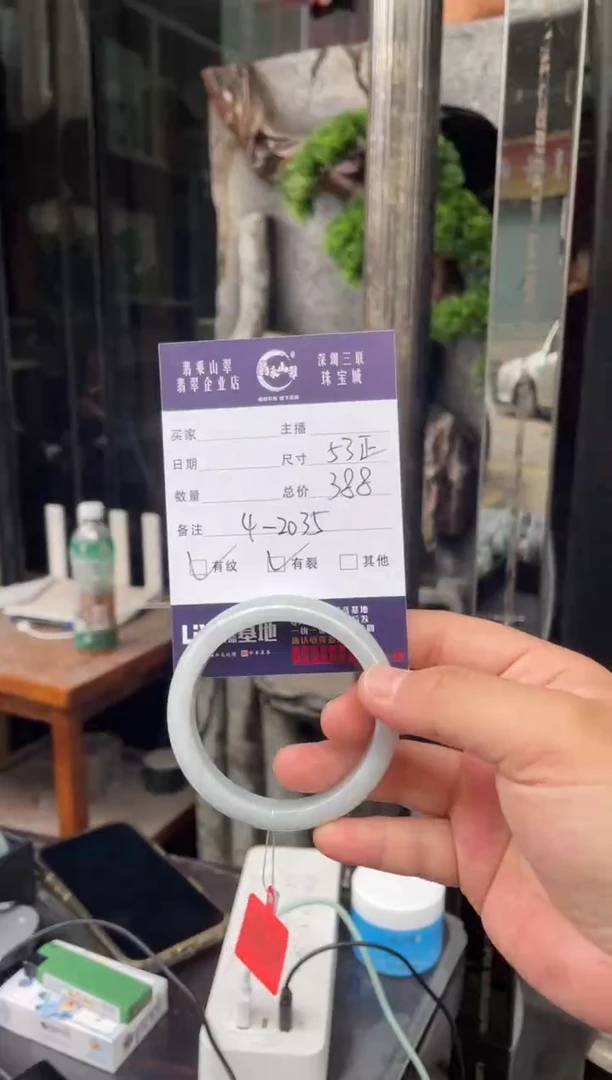 翡乘山翠 深圳三联
翡翠企业店 珠宝城
买家 主播
日期 尺寸 53正
数量 总价 388
备注 4-2035
有纹 有裂 其他
基地